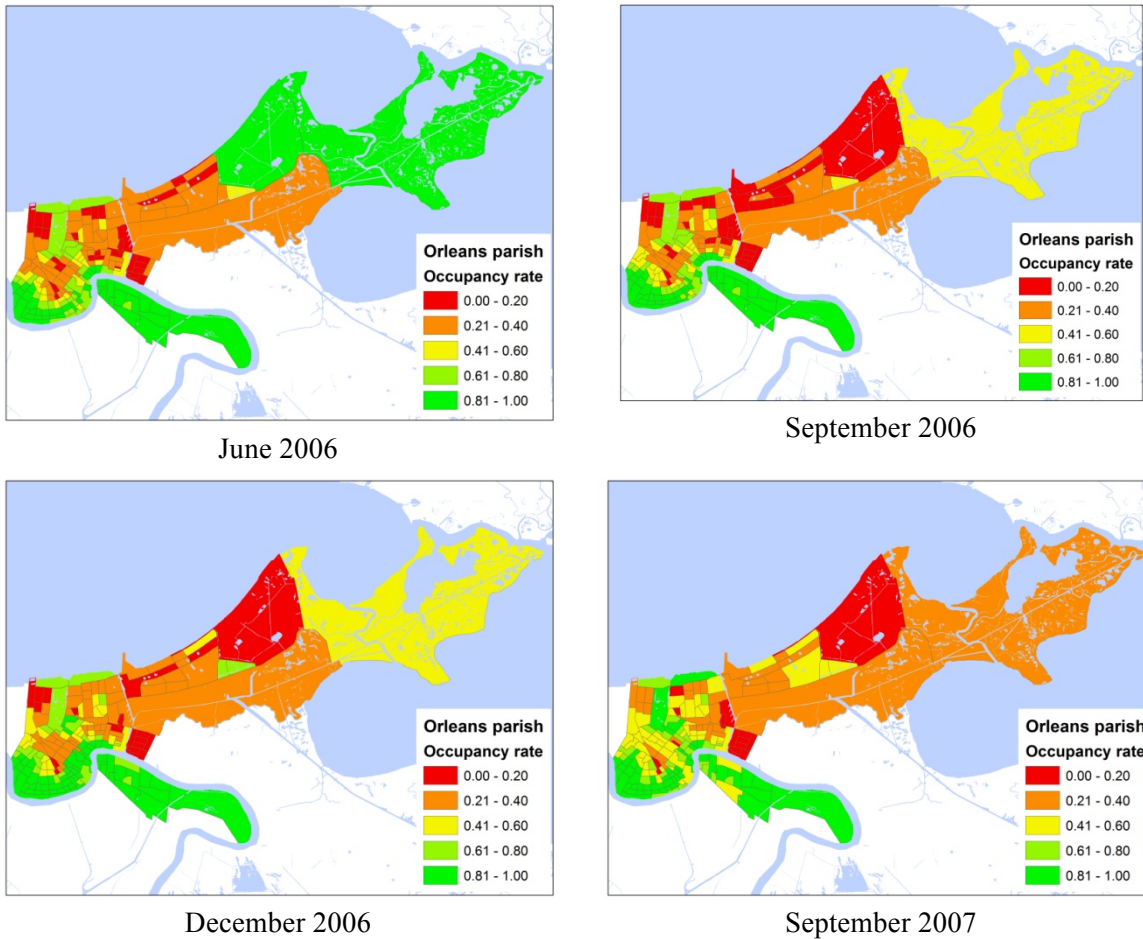 Orleans parish
Occupancy rate
0.00 - 0.20
0.21 - 0.40
0.41 - 0.60
0.61 - 0.80
0.81 - 1.00
June 2006
Orleans parish
Occupancy rate
0.00 - 0.20
0.21 - 0.40
0.41 - 0.60
0.61 - 0.80
0.81 - 1.00
September 2006
Orleans parish
Occupancy rate
0.00 - 0.20
0.21 - 0.40
0.41 - 0.60
0.61 - 0.80
0.81 - 1.00
December 2006
Orleans parish
Occupancy rate
0.00 - 0.20
0.21 - 0.40
0.41 - 0.60
0.61 - 0.80
0.81 - 1.00
September 2007